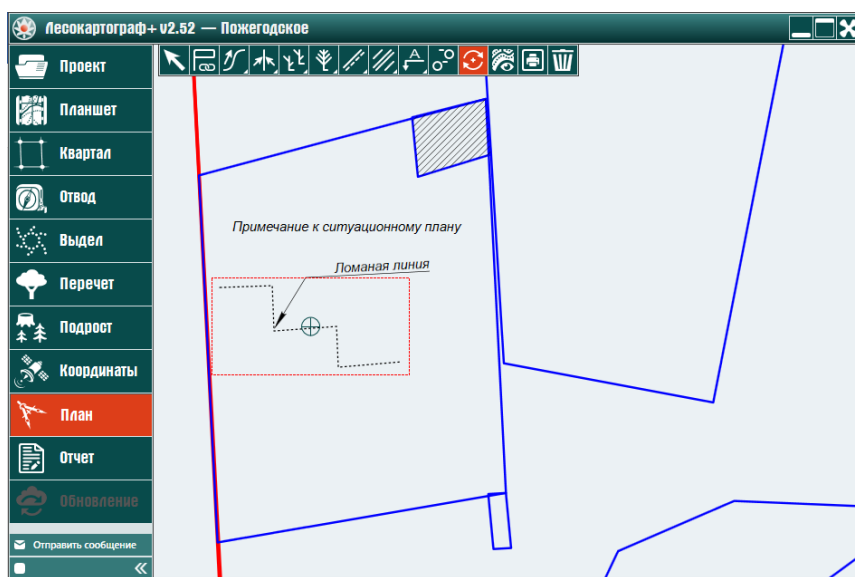 Лесокартограф+ v2.52 — Пожегодское
Проект
Планшет
Квартал
Отвод
Выдел
Перечет
Подрост
Координаты
План
Отчет
Обновление
Отправить сообщение
Примечание к ситуационному плану
Ломаная линия